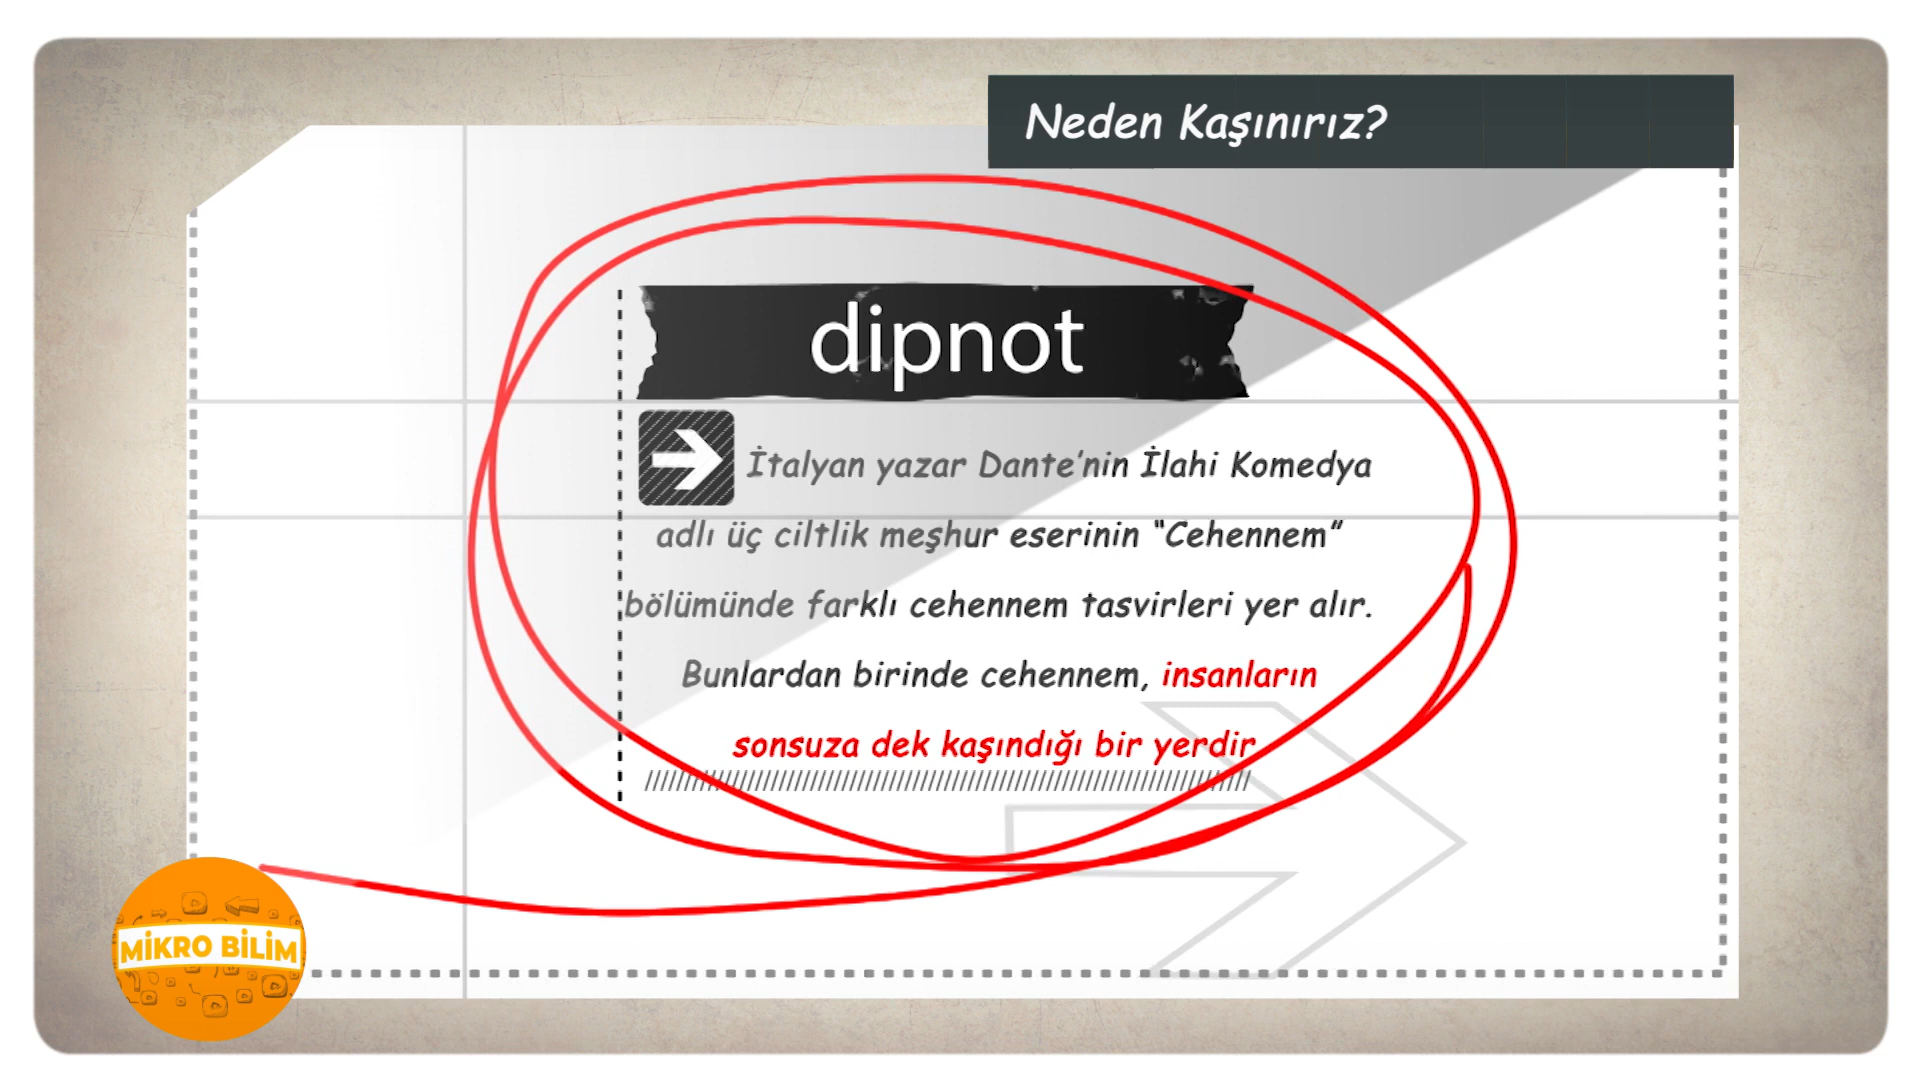 Neden Kaşınırız?
dipnot
İtalyan yazar Dante'nin İlahi Komedya
adlı üç ciltlik meşhur eserinin “Cehennem”
bölümünde farklı cehennem tasvirleri yer alır.
Bunlardan birinde cehennem, insanların
sonsuza dek kaşındığı bir yerdir
MİKRO BİLİM